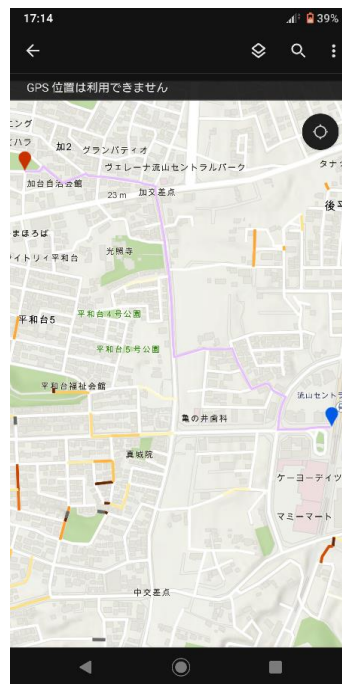 17:14
39%
GPS 位置は利用できません
ニング
ハラ
加2
グランパティオ
ヴェレーナ流山セントラルパーク
タナ
加台自治会館
23 m
加交差点
後平
まほろば
イトリィ平和台
光照寺
平和台4号公園
平和台5
平和台5号公園
流山セントラ
平和台福祉会館
亀の井歯科
真城院
ケーヨーデイツ
マミーマート
中交差点